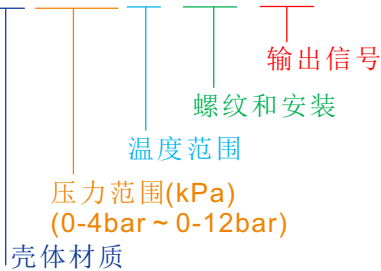 输出信号
螺纹和安装
温度范围
压力范围(kPa)
(0-4bar ~ 0-12bar)
壳体材质